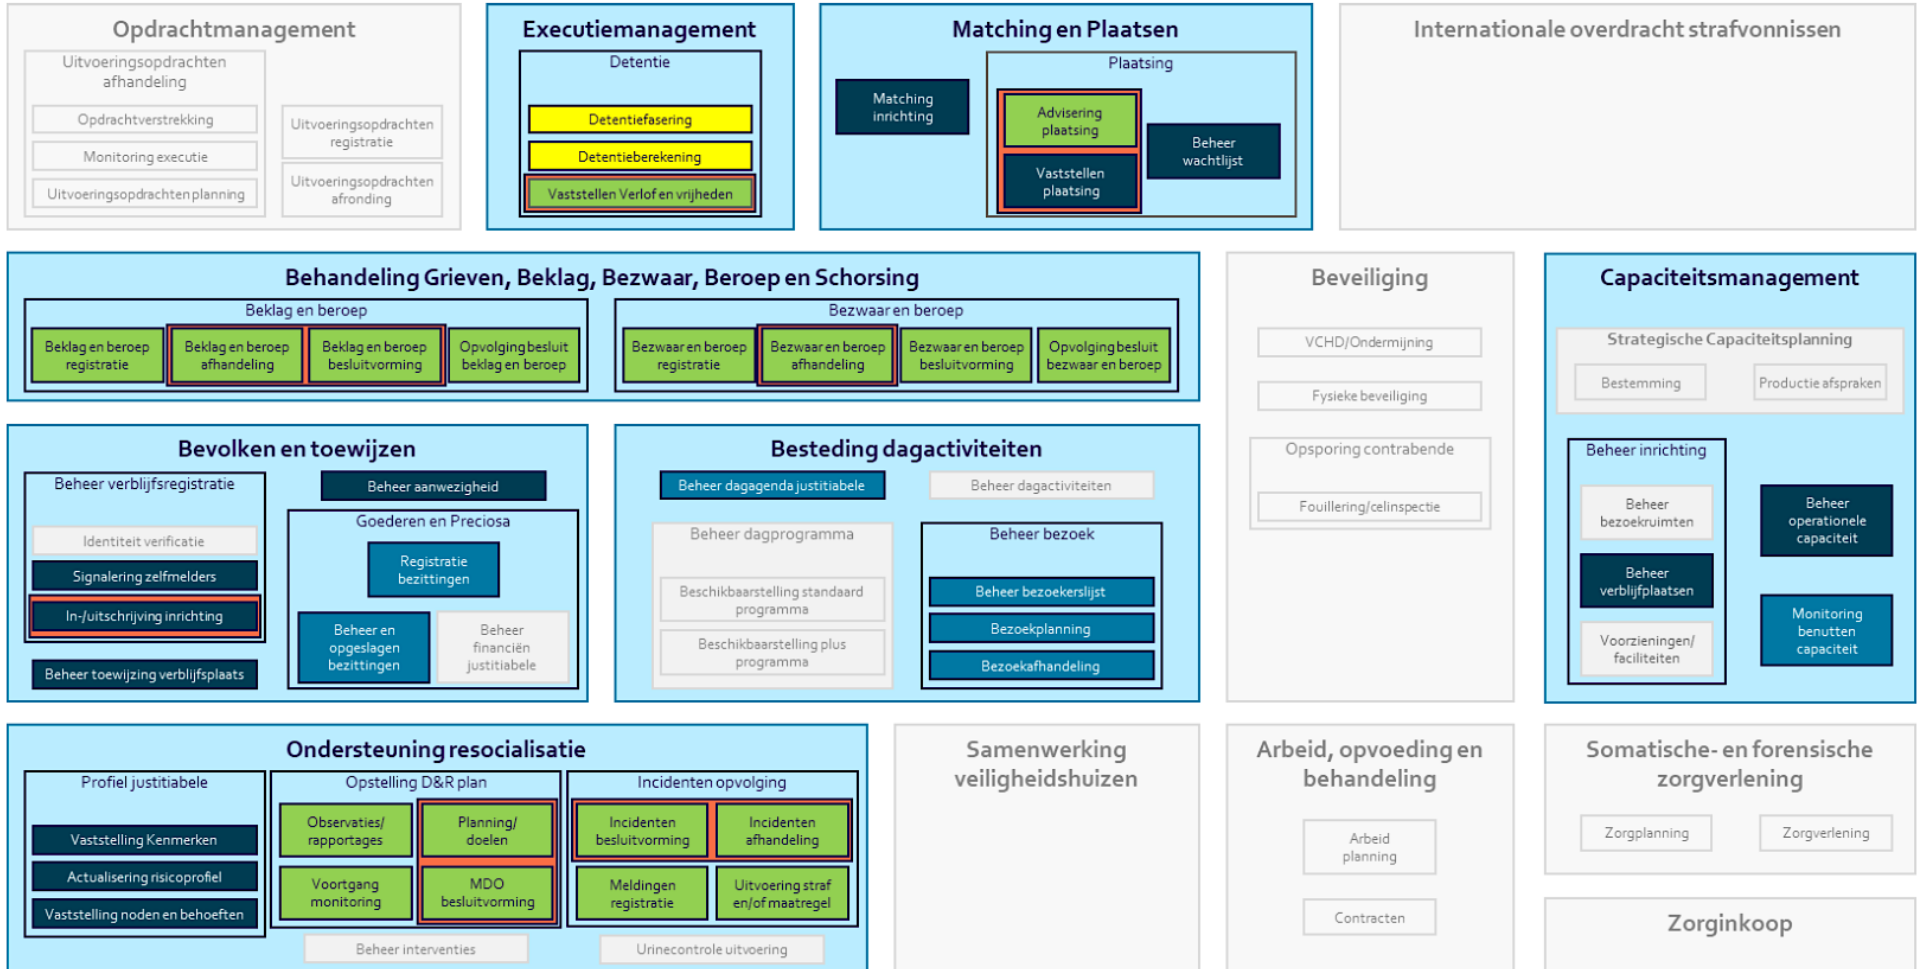 Opdrachtmanagement
Uitvoeringsopdrachten
afhandeling
Opdrachtverstrekking
Monitoring executie
Uitvoeringsopdrachten planning
Uitvoeringsopdrachten
registratie
Uitvoeringsopdrachten
afronding
Executiemanagement
Detentie
Detentiefasering
Detentieberekening
Vaststellen Verlof en vrijheden
Matching en Plaatsen
Matching
inrichting
Plaatsing
Advisering
plaatsing
Vaststellen
plaatsing
Beheer
wachtlijst
Internationale overdracht strafvonnissen
Behandeling Grieven, Beklag, Bezwaar, Beroep en Schorsing
Beklag en beroep
Beklag en beroep
registratie
Beklag en beroep
afhandeling
Beklag en beroep
besluitvorming
Opvolging besluit
beklag en beroep
Bezwaar en beroep
Bezwaar en beroep
registratie
Bezwaar en beroep
afhandeling
Bezwaar en beroep
besluitvorming
Opvolging besluit
bezwaar en beroep
Beveiliging
VCHD/Ondermijning
Fysieke beveiliging
Opsporing contrabende
Fouillering/celinspectie
Capaciteitsmanagement
Strategische Capaciteitsplanning
Bestemming
Productie afspraken
Beheer inrichting
Beheer
bezoekruimten
Beheer
verblijfplaatsen
Voorzieningen/
faciliteiten
Beheer
operationele
capaciteit
Monitoring
benutten
capaciteit
Bevolken en toewijzen
Beheer verblijfsregistratie
Identiteit verificatie
Signalering zelfmelders
In-/uitschrijving inrichting
Beheer toewijzing verblijfsplaats
Beheer aanwezigheid
Goederen en Preciosa
Registratie
bezittingen
Beheer en
opgeslagen
bezittingen
Beheer
financiën
justitiabele
Besteding dagactiviteiten
Beheer dagagenda justitiabele
Beheer dagactiviteiten
Beheer dagprogramma
Beschikbaarstelling standaard
programma
Beschikbaarstelling plus
programma
Beheer bezoek
Beheer bezoekerslijst
Bezoekplanning
Bezoekafhandeling
Ondersteuning resocialisatie
Profiel justitiabele
Vaststelling Kenmerken
Actualisering risicoprofiel
Vaststelling noden en behoeften
Opstelling D&R plan
Observaties/
rapportages
Planning/
doelen
Voortgang
monitoring
MDO
besluitvorming
Beheer interventies
Incidenten opvolging
Incidenten
besluitvorming
Incidenten
afhandeling
Meldingen
registratie
Uitvoering straf
en/of maatregel
Urinecontrole uitvoering
Samenwerking
veiligheidshuizen
Arbeid, opvoeding en
behandeling
Arbeid
planning
Contracten
Somatische- en forensische
zorgverlening
Zorgplanning
Zorgverlening
Zorginkoop